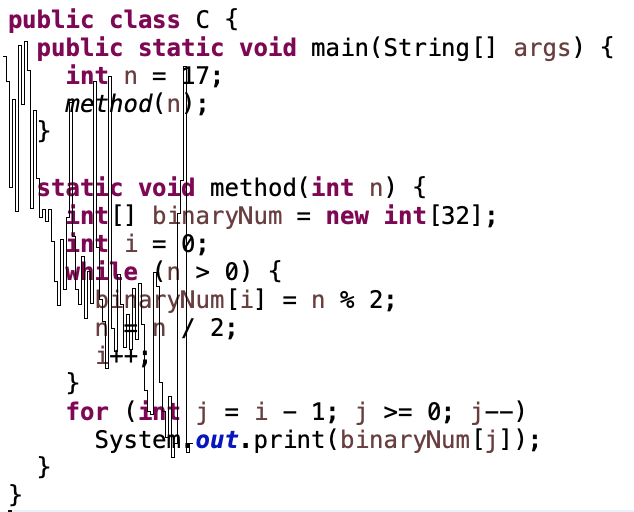 public class C {
public static void main(String[] args) {
int n = 17;
method(n);
}
static void method(int n) {
int[] binaryNum = new int[32];
int i = 0;
while (n > 0) {
binaryNum[i] = n % 2;
n = n / 2;
i++;
}
for (int j = i - 1; j >= 0; j--)
System.out.print(binaryNum[j]);
}
}